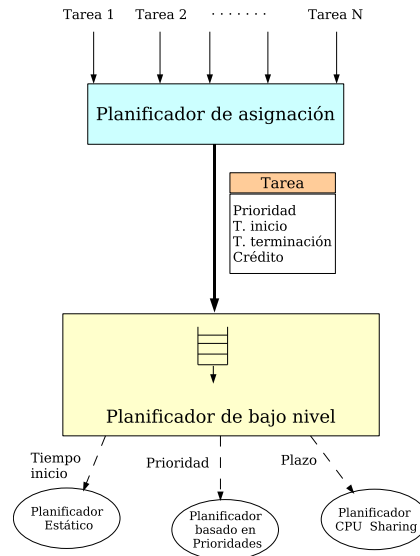 Tarea 1 Tarea 2 ······· Tarea N
Planificador de asignación
Tarea
Prioridad
T. inicio
T. terminación
Crédito
Planificador de bajo nivel
Tiempo
inicio
Prioridad
Plazo
Planificador
Estático
Planificador
basado en
Prioridades
Planificador
CPU Sharing